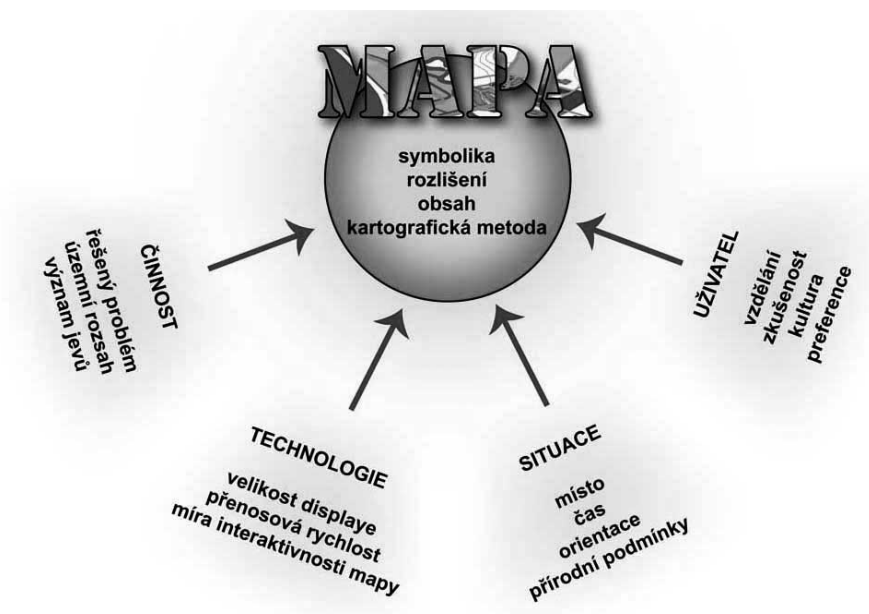 MAPA
symbolika
rozlišení
obsah
kartografická metoda
ČINNOST
řešený problém
územní rozsah
význam jevů
TECHNOLOGIE
velikost displaye
přenosová rychlost
míra interaktivnosti mapy
SITUACE
místo
čas
orientace
přírodní podmínky
UŽIVATEL
vzdělání
zkušenost
kultura
preference